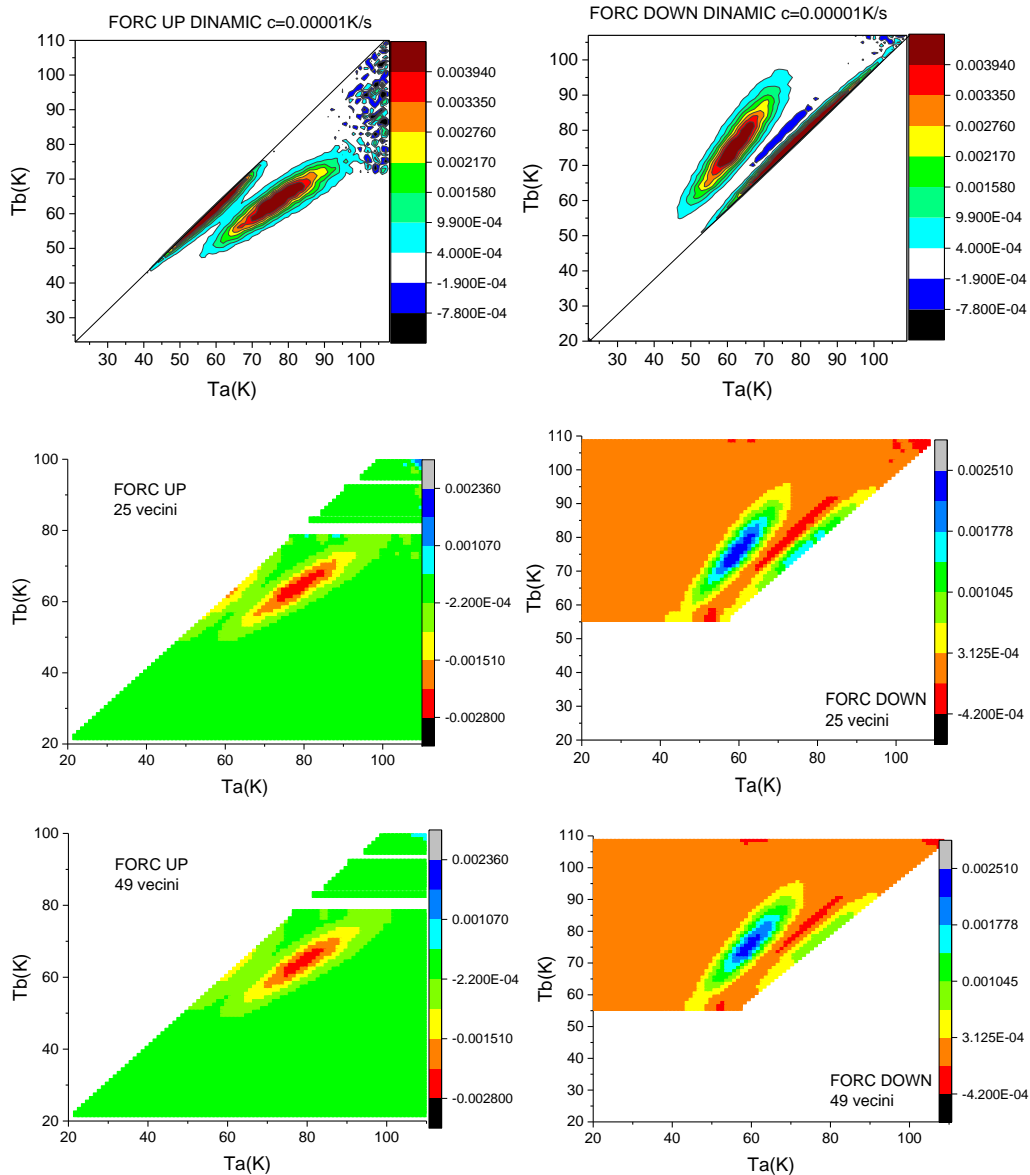 FORC UP DINAMIC c=0.00001K/s
110
100
90
80
70
60
50
40
30
Tb(K)
30 40 50 60 70 80 90 100
Ta(K)
0.003940
0.003350
0.002760
0.002170
0.001580
9.900E-04
4.000E-04
-1.900E-04
-7.800E-04
FORC DOWN DINAMIC c=0.00001K/s
100
90
80
70
60
50
40
30
20
Tb(K)
30 40 50 60 70 80 90 100
Ta(K)
0.003940
0.003350
0.002760
0.002170
0.001580
9.900E-04
4.000E-04
-1.900E-04
-7.800E-04
FORC UP
25 vecini
100
80
60
40
20
Tb(K)
20 40 60 80 100
Ta(K)
0.002360
0.001070
-2.200E-04
-0.001510
-0.002800
110
100
90
80
70
60
50
40
30
20
Tb(K)
FORC DOWN
25 vecini
20 40 60 80 100
Ta(K)
0.002510
0.001778
0.001045
3.125E-04
-4.200E-04
FORC UP
49 vecini
100
80
60
40
20
Tb(K)
20 40 60 80 100
Ta(K)
0.002360
0.001070
-2.200E-04
-0.001510
-0.002800
110
100
90
80
70
60
50
40
30
20
Tb(K)
FORC DOWN
49 vecini
20 40 60 80 100
Ta(K)
0.002510
0.001778
0.001045
3.125E-04
-4.200E-04